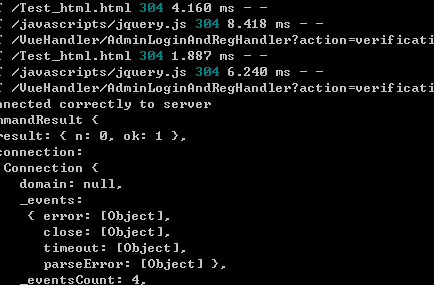 T /Test_html.html 304 4.160 ms - -
T /javascripts/jquery.js 304 8.418 ms - -
T /VueHandler/AdminLoginAndRegHandler?action=verificati
T /Test_html.html 304 1.887 ms - -
T /javascripts/jquery.js 304 6.240 ms - -
T /VueHandler/AdminLoginAndRegHandler?action=verificati
nnected correctly to server
mmandResult {
result: { n: 0, ok: 1 },
connection:
Connection {
domain: null,
_events:
{ error: [Object],
close: [Object],
timeout: [Object],
parseError: [Object] },
_eventsCount: 4,